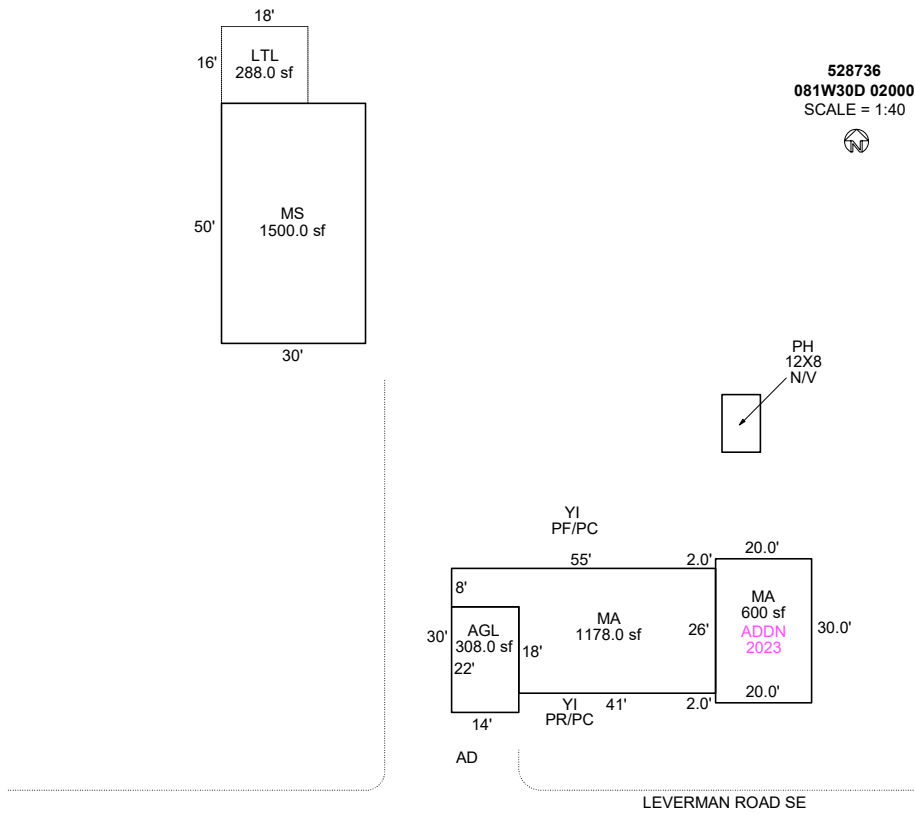 18'
16'
LTL
288.0 sf
528736
081W30D 02000
SCALE = 1:40
N
50'
MS
1500.0 sf
30'
PH
12X8
N/V
YI
PF/PC
55'
2.0'
20.0'
8'
30'
AGL
308.0 sf
22'
18'
MA
1178.0 sf
26'
MA
600 sf
ADDN
2023
30.0'
14'
YI
PR/PC
41'
2.0'
20.0'
AD
LEVERMAN ROAD SE